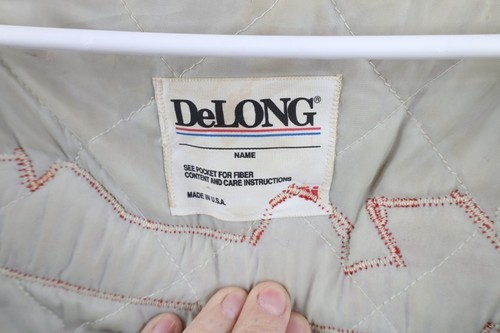 DeLONG®
NAME
SEE POCKET FOR FIBER
CONTENT AND CARE INSTRUCTIONS
MADE IN U.S.A.